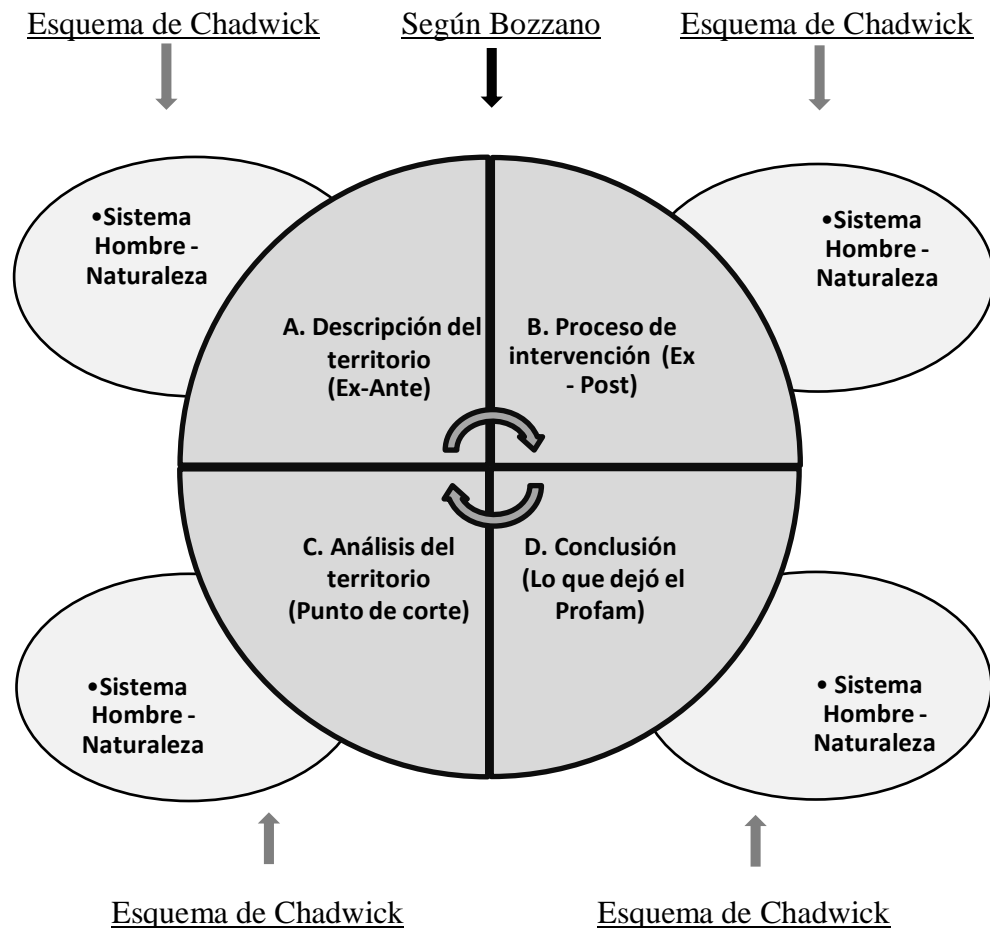 Esquema de Chadwick
Según Bozzano
Esquema de Chadwick
•Sistema
Hombre -
Naturaleza
•Sistema
Hombre -
Naturaleza
A. Descripción del
territorio
(Ex-Ante)
B. Proceso de
intervención (Ex
- Post)
C. Análisis del
territorio
(Punto de corte)
D. Conclusión
(Lo que dejó el
Profam)
•Sistema
Hombre -
Naturaleza
• Sistema
Hombre -
Naturaleza
Esquema de Chadwick
Esquema de Chadwick